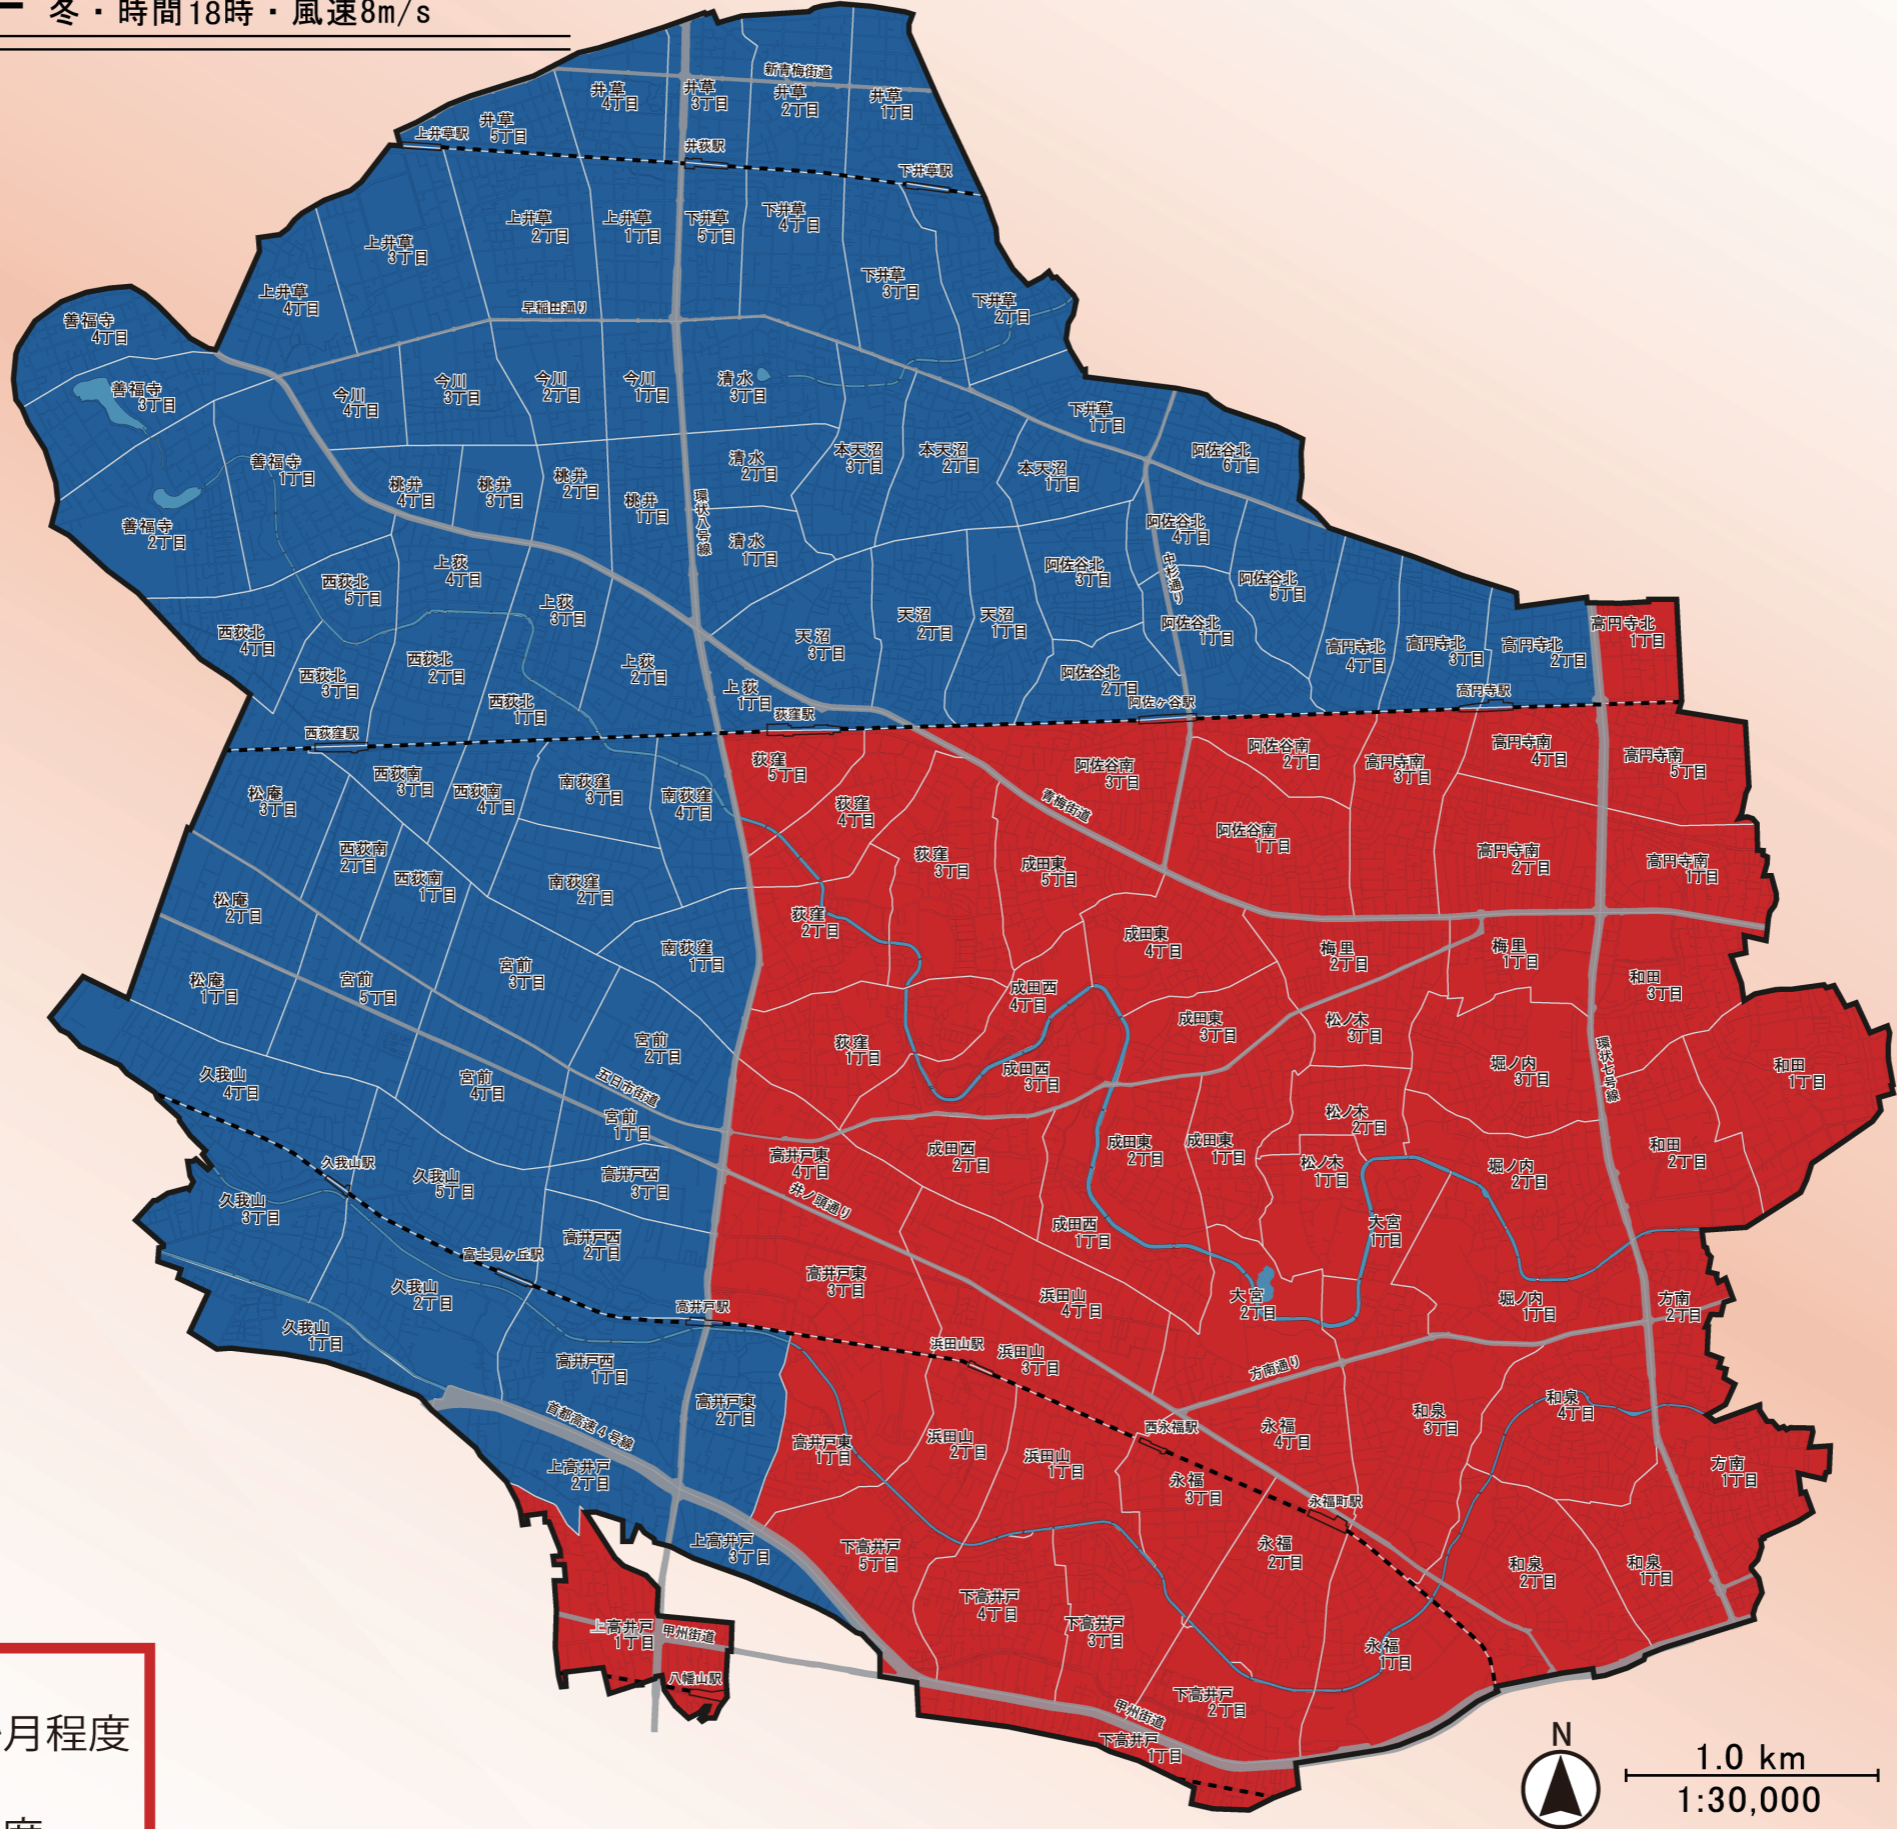 冬・時間18時・風速8m/s
新青梅街道
井草
4丁目
井草
3丁目
井草
2丁目
井草
1丁目
井草
5丁目
上井草駅
井荻駅
下井草駅
上井草
2丁目
上井草
1丁目
下井草
5丁目
下井草
4丁目
上井草
3丁目
下井草
3丁目
上井草
4丁目
下井草
2丁目
早稲田通り
善福寺
4丁目
善福寺
3丁目
今川
4丁目
今川
3丁目
今川
2丁目
今川
1丁目
清水
3丁目
下井草
1丁目
善福寺
1丁目
桃井
4丁目
桃井
3丁目
桃井
2丁目
桃井
1丁目
清水
2丁目
本天沼
3丁目
本天沼
2丁目
本天沼
1丁目
阿佐谷北
6丁目
環状八号線
善福寺
2丁目
清水
1丁目
阿佐谷北
4丁目
中杉通り
西荻北
5丁目
上荻
4丁目
上荻
3丁目
阿佐谷北
3丁目
阿佐谷北
5丁目
西荻北
4丁目
天沼
3丁目
天沼
2丁目
天沼
1丁目
阿佐谷北
1丁目
高円寺北
4丁目
高円寺北
3丁目
高円寺北
2丁目
高円寺北
1丁目
西荻北
3丁目
西荻北
2丁目
西荻北
1丁目
上荻
2丁目
上荻
1丁目
阿佐谷北
2丁目
西荻窪駅
荻窪駅
阿佐ヶ谷駅
高円寺駅
松庵
3丁目
西荻南
3丁目
西荻南
4丁目
南荻窪
3丁目
南荻窪
4丁目
荻窪
5丁目
荻窪
4丁目
阿佐谷南
3丁目
青梅街道
阿佐谷南
2丁目
高円寺南
3丁目
高円寺南
4丁目
高円寺南
5丁目
西荻南
2丁目
西荻南
1丁目
南荻窪
2丁目
荻窪
3丁目
成田東
5丁目
阿佐谷南
1丁目
高円寺南
2丁目
高円寺南
1丁目
松庵
2丁目
荻窪
2丁目
南荻窪
1丁目
成田東
4丁目
梅里
2丁目
梅里
1丁目
和田
3丁目
松庵
1丁目
宮前
5丁目
宮前
3丁目
成田西
4丁目
成田東
3丁目
松ノ木
3丁目
宮前
2丁目
荻窪
1丁目
成田西
3丁目
堀ノ内
3丁目
環状七号線
和田
1丁目
久我山
4丁目
宮前
4丁目
五日市街道
宮前
1丁目
松ノ木
2丁目
久我山駅
久我山
5丁目
高井戸西
3丁目
高井戸東
4丁目
成田西
2丁目
成田東
2丁目
成田東
1丁目
松ノ木
1丁目
堀ノ内
2丁目
和田
2丁目
久我山
3丁目
井ノ頭通り
成田西
1丁目
大宮
1丁目
富士見ヶ丘駅
高井戸西
2丁目
久我山
2丁目
高井戸東
3丁目
浜田山
4丁目
大宮
2丁目
堀ノ内
1丁目
方南
2丁目
久我山
1丁目
高井戸駅
浜田山駅
浜田山
3丁目
方南通り
高井戸西
1丁目
高井戸東
2丁目
首都高速4号線
高井戸東
1丁目
浜田山
2丁目
浜田山
1丁目
西永福駅
永福
4丁目
和泉
3丁目
和泉
4丁目
上高井戸
2丁目
永福
3丁目
永福町駅
方南
1丁目
上高井戸
3丁目
下高井戸
5丁目
永福
2丁目
和泉
2丁目
和泉
1丁目
下高井戸
4丁目
下高井戸
3丁目
上高井戸
1丁目
甲州街道
八幡山駅
永福
1丁目
下高井戸
2丁目
甲州街道
下高井戸
1丁目
月程度
度
N
1.0 km
1:30,000